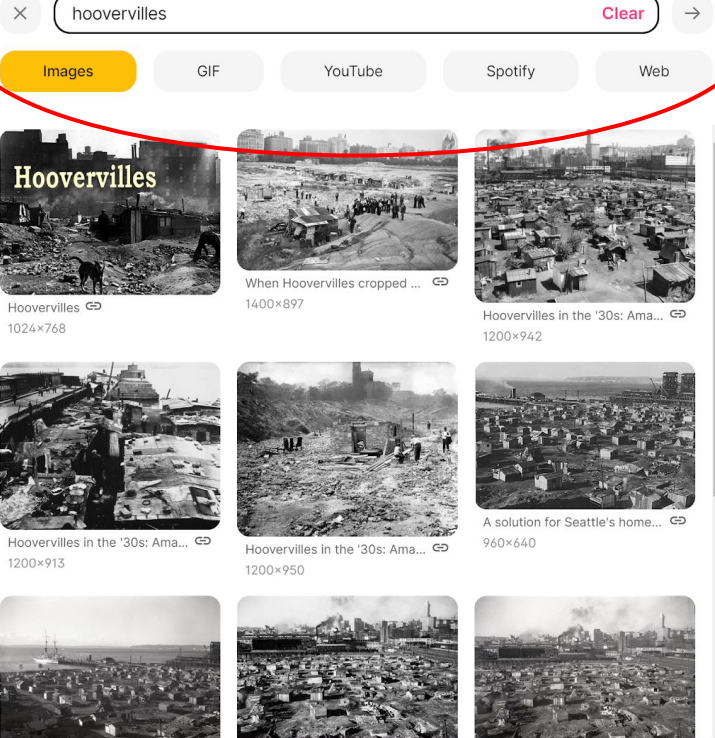 hoovervilles Clear
Images GIF YouTube Spotify Web
Hoovervilles
Hoovervilles
1024×768
When Hoovervilles cropped ...
1400×897
Hoovervilles in the '30s: Ama...
1200×942
Hoovervilles in the '30s: Ama...
1200×913
Hoovervilles in the '30s: Ama...
1200×950
A solution for Seattle's home...
960×640